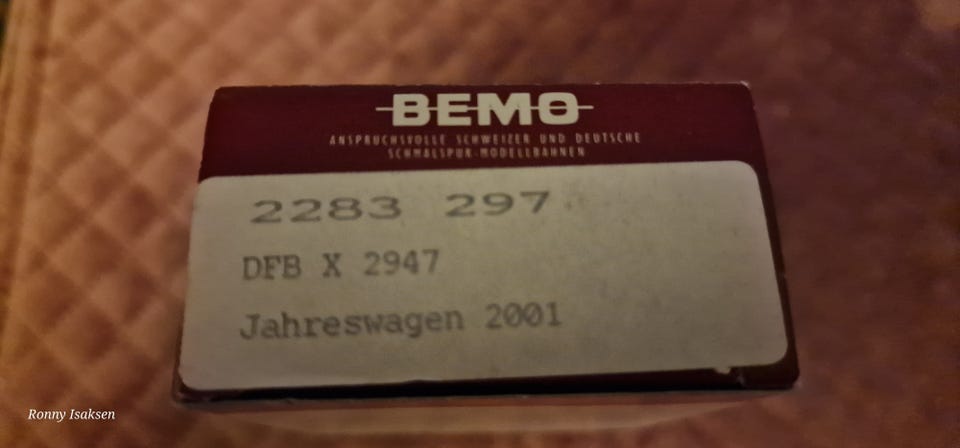 BEMO
ANSPRUCHSVOLLE SCHWEIZER UND DEUTSCHE
SCHMALSPUR-MODELLBAHNEN
2283 297
DFB X 2947
Jahreswagen 2001
Ronny Isaksen